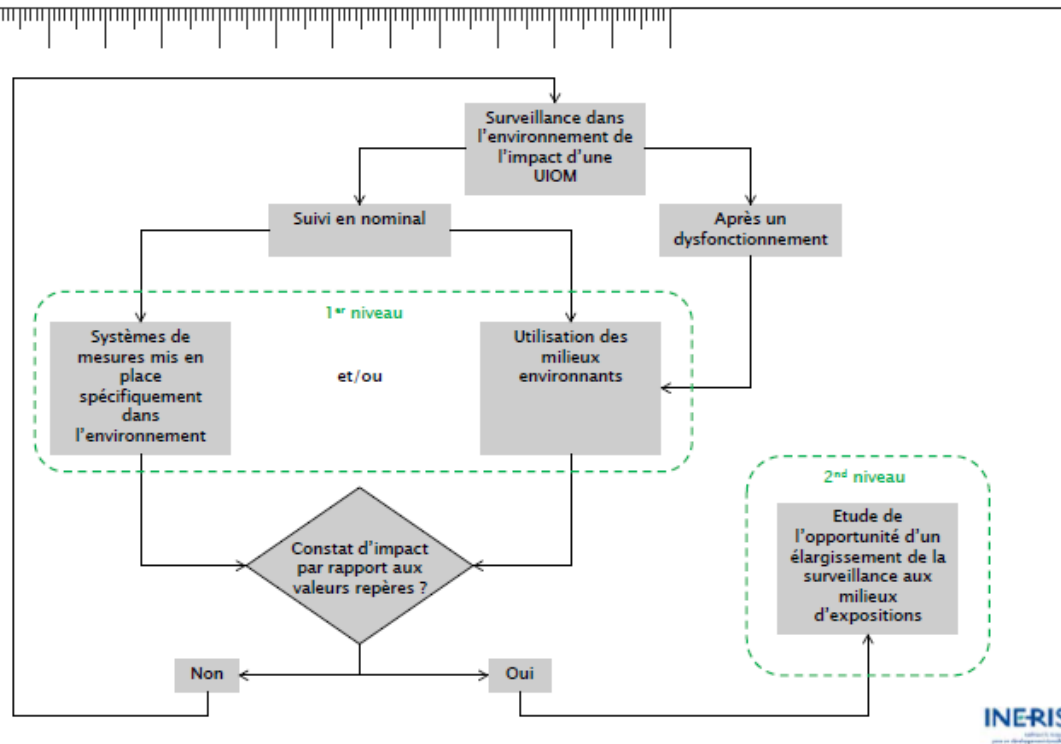 Surveillance dans
l'environnement de
l'impact d'une
UIOM
Suivi en nominal
Après un
dysfonctionnement
1er niveau
Systèmes de
mesures mis en
place
spécifiquement
dans
l'environnement
et/ou
Utilisation des
milieux
environnants
2nd niveau
Etude de
l'opportunité d'un
élargissement de la
surveillance aux
milieux
d'expositions
Constat d'impact
par rapport aux
valeurs repères ?
Non
Oui
INERIS